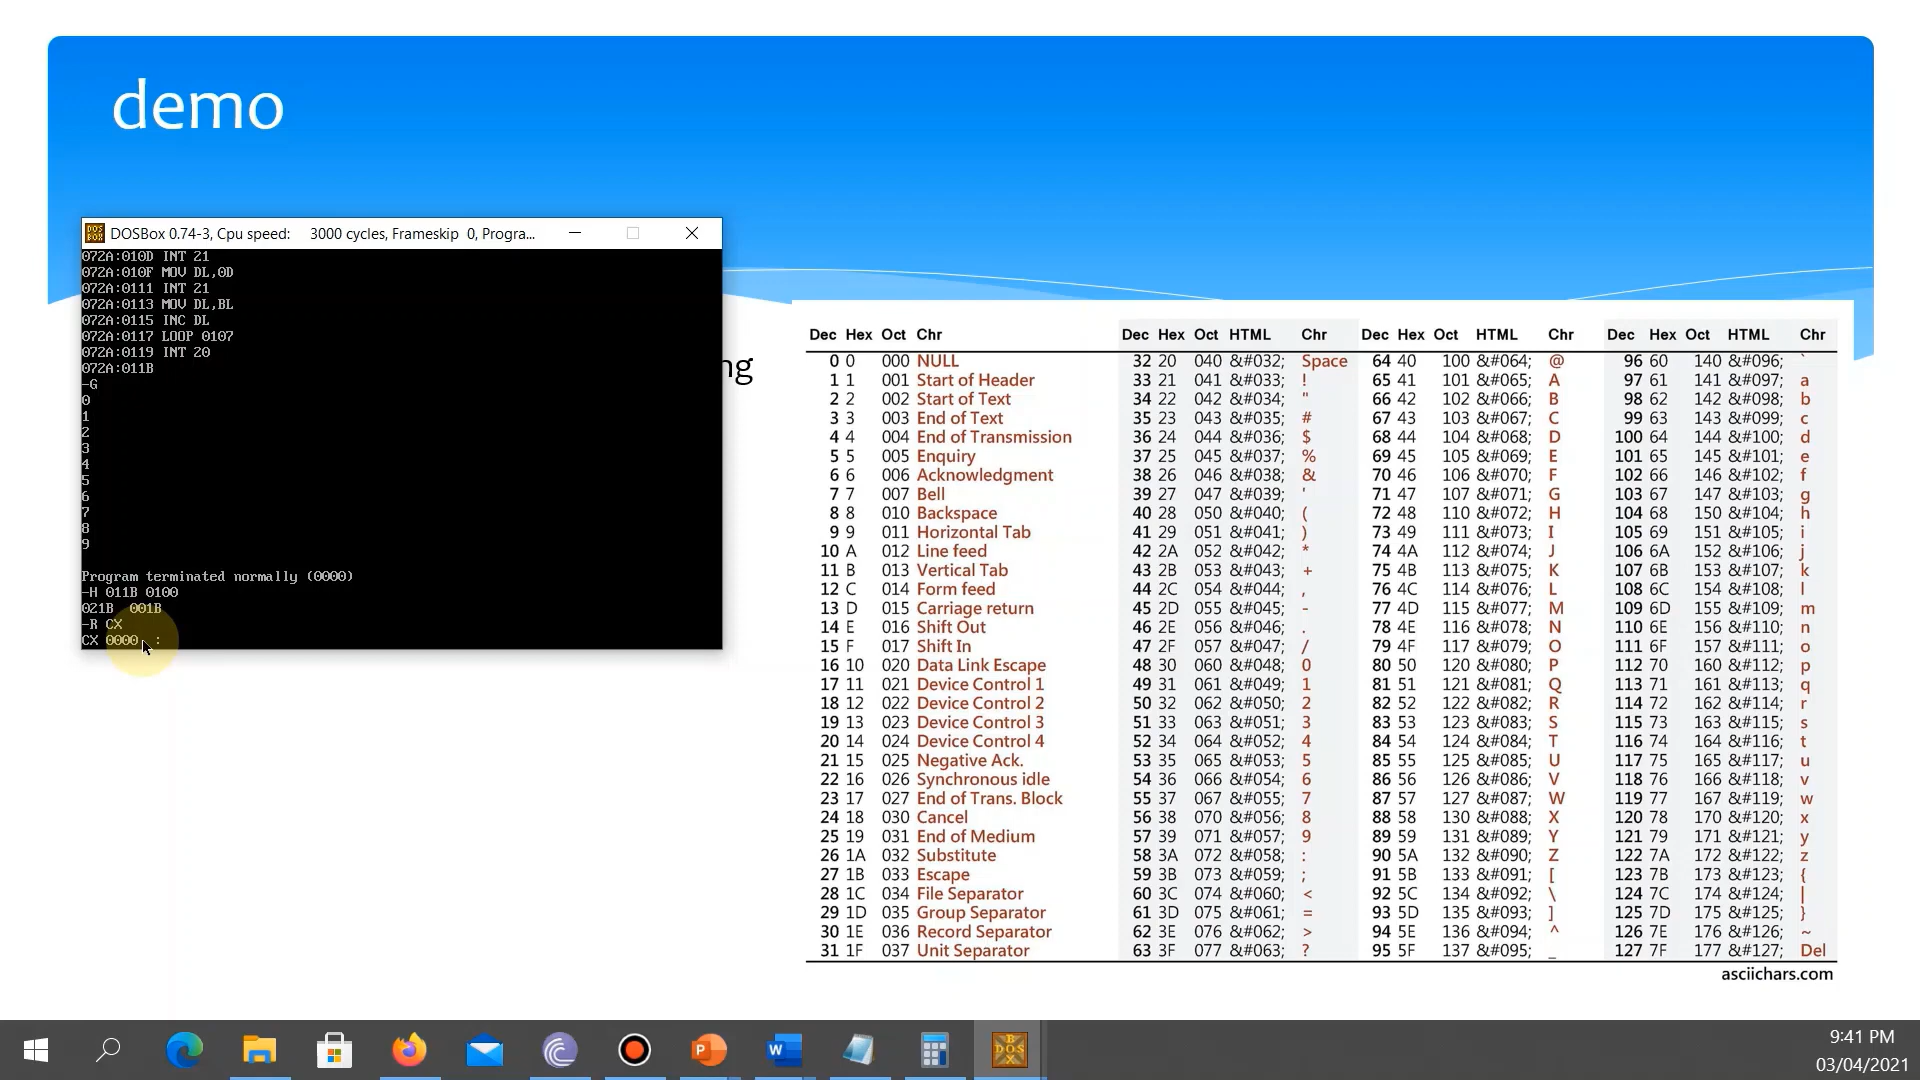 demo
DOSBox 0.74-3, Cpu speed: 3000 cycles, Frameskip 0, Progra...
072A:010D INT 21
072A:010F MOV DL,0D
072A:0111 INT 21
072A:0113 MOV DL,BL
072A:0115 INC DL
072A:0117 LOOP 0107
072A:0119 INT 20
072A:011B
-G
0
1
2
3
4
5
6
7
8
9
Program terminated normally (0000)
-H 011B 0100
021B 001B
-R CX
CX 0000 :
ng
Dec Hex Oct Chr Dec Hex Oct HTML Chr Dec Hex Oct HTML Chr Dec Hex Oct HTML Chr
0 0 000 NULL 32 20 040 &#032; Space 64 40 100 &#064; @ 96 60 140 &#096; `
1 1 001 Start of Header 33 21 041 &#033; ! 65 41 101 &#065; A 97 61 141 &#097; a
2 2 002 Start of Text 34 22 042 &#034; " 66 42 102 &#066; B 98 62 142 &#098; b
3 3 003 End of Text 35 23 043 &#035; # 67 43 103 &#067; C 99 63 143 &#099; c
4 4 004 End of Transmission 36 24 044 &#036; $ 68 44 104 &#068; D 100 64 144 &#100; d
5 5 005 Enquiry 37 25 045 &#037; % 69 45 105 &#069; E 101 65 145 &#101; e
6 6 006 Acknowledgment 38 26 046 &#038; & 70 46 106 &#070; F 102 66 146 &#102; f
7 7 007 Bell 39 27 047 &#039; ' 71 47 107 &#071; G 103 67 147 &#103; g
8 8 010 Backspace 40 28 050 &#040; ( 72 48 110 &#072; H 104 68 150 &#104; h
9 9 011 Horizontal Tab 41 29 051 &#041; ) 73 49 111 &#073; I 105 69 151 &#105; i
10 A 012 Line feed 42 2A 052 &#042; * 74 4A 112 &#074; J 106 6A 152 &#106; j
11 B 013 Vertical Tab 43 2B 053 &#043; + 75 4B 113 &#075; K 107 6B 153 &#107; k
12 C 014 Form feed 44 2C 054 &#044; , 76 4C 114 &#076; L 108 6C 154 &#108; l
13 D 015 Carriage return 45 2D 055 &#045; - 77 4D 115 &#077; M 109 6D 155 &#109; m
14 E 016 Shift Out 46 2E 056 &#046; . 78 4E 116 &#078; N 110 6E 156 &#110; n
15 F 017 Shift In 47 2F 057 &#047; / 79 4F 117 &#079; O 111 6F 157 &#111; o
16 10 020 Data Link Escape 48 30 060 &#048; 0 80 50 120 &#080; P 112 70 160 &#112; p
17 11 021 Device Control 1 49 31 061 &#049; 1 81 51 121 &#081; Q 113 71 161 &#113; q
18 12 022 Device Control 2 50 32 062 &#050; 2 82 52 122 &#082; R 114 72 162 &#114; r
19 13 023 Device Control 3 51 33 063 &#051; 3 83 53 123 &#083; S 115 73 163 &#115; s
20 14 024 Device Control 4 52 34 064 &#052; 4 84 54 124 &#084; T 116 74 164 &#116; t
21 15 025 Negative Ack. 53 35 065 &#053; 5 85 55 125 &#085; U 117 75 165 &#117; u
22 16 026 Synchronous idle 54 36 066 &#054; 6 86 56 126 &#086; V 118 76 166 &#118; v
23 17 027 End of Trans. Block 55 37 067 &#055; 7 87 57 127 &#087; W 119 77 167 &#119; w
24 18 030 Cancel 56 38 070 &#056; 8 88 58 130 &#088; X 120 78 170 &#120; x
25 19 031 End of Medium 57 39 071 &#057; 9 89 59 131 &#089; Y 121 79 171 &#121; y
26 1A 032 Substitute 58 3A 072 &#058; : 90 5A 132 &#090; Z 122 7A 172 &#122; z
27 1B 033 Escape 59 3B 073 &#059; ; 91 5B 133 &#091; [ 123 7B 173 &#123; {
28 1C 034 File Separator 60 3C 074 &#060; < 92 5C 134 &#092; \ 124 7C 174 &#124; |
29 1D 035 Group Separator 61 3D 075 &#061; = 93 5D 135 &#093; ] 125 7D 175 &#125; }
30 1E 036 Record Separator 62 3E 076 &#062; > 94 5E 136 &#094; ^ 126 7E 176 &#126; ~
31 1F 037 Unit Separator 63 3F 077 &#063; ? 95 5F 137 &#095; _ 127 7F 177 &#127; Del
asciichars.com
9:41 PM
03/04/2021